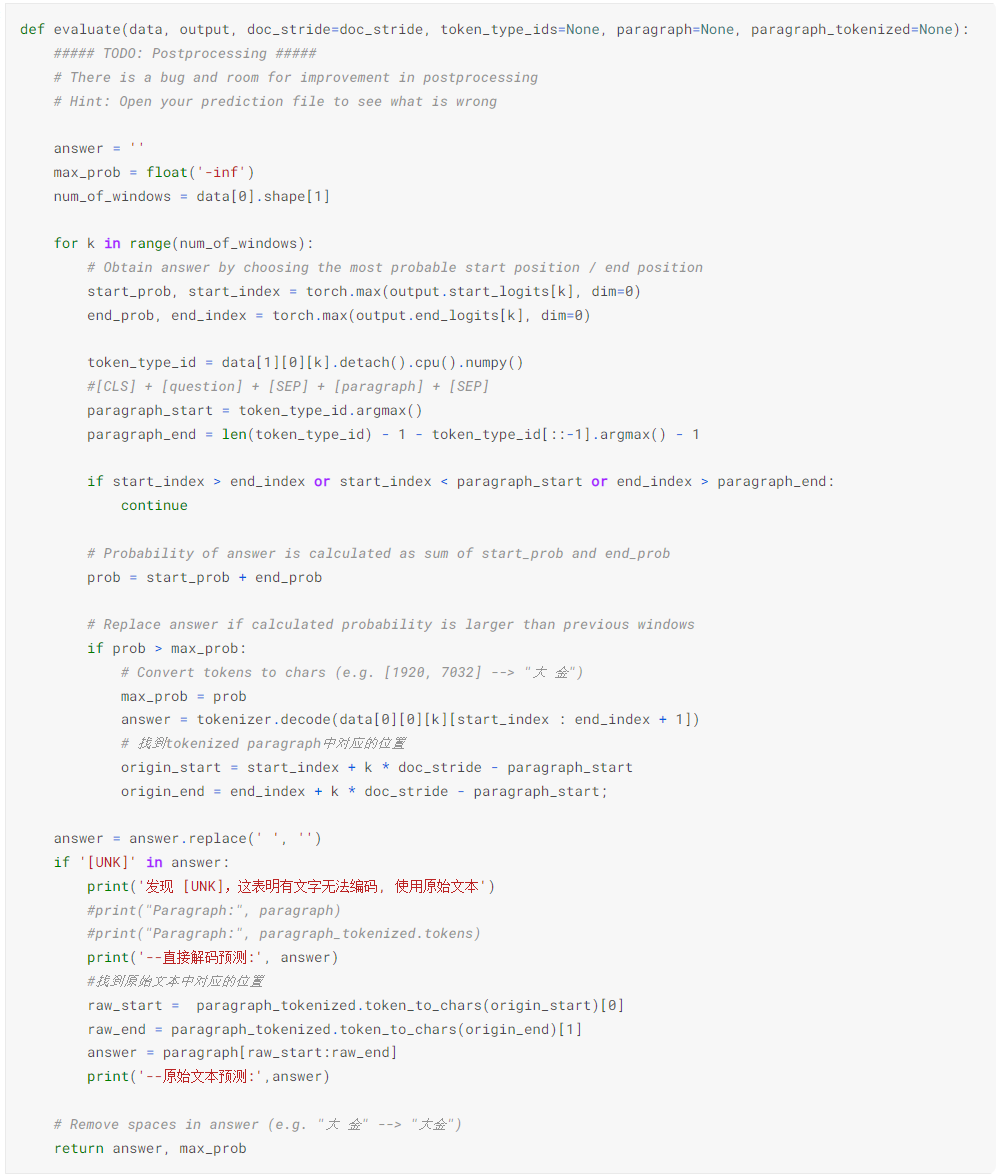 def evaluate(data, output, doc_stride=doc_stride, token_type_ids=None, paragraph=None, paragraph_tokenized=None):
    ##### TODO: Postprocessing #####
    # There is a bug and room for improvement in postprocessing
    # Hint: Open your prediction file to see what is wrong

    answer = ''
    max_prob = float('-inf')
    num_of_windows = data[0].shape[1]

    for k in range(num_of_windows):
        # Obtain answer by choosing the most probable start position / end position
        start_prob, start_index = torch.max(output.start_logits[k], dim=0)
        end_prob, end_index = torch.max(output.end_logits[k], dim=0)

        token_type_id = data[1][0][k].detach().cpu().numpy()
        #[CLS] + [question] + [SEP] + [paragraph] + [SEP]
        paragraph_start = token_type_id.argmax()
        paragraph_end = len(token_type_id) - 1 - token_type_id[::-1].argmax() - 1

        if start_index > end_index or start_index < paragraph_start or end_index > paragraph_end:
            continue

        # Probability of answer is calculated as sum of start_prob and end_prob
        prob = start_prob + end_prob

        # Replace answer if calculated probability is larger than previous windows
        if prob > max_prob:
            # Convert tokens to chars (e.g. [1920, 7032] --> "大 金")
            max_prob = prob
            answer = tokenizer.decode(data[0][0][k][start_index : end_index + 1])
            # 找到tokenized paragraph中对应的位置
            origin_start = start_index + k * doc_stride - paragraph_start
            origin_end = end_index + k * doc_stride - paragraph_start;

    answer = answer.replace(' ', '')
    if '[UNK]' in answer:
        print('发现 [UNK]，这表明有文字无法编码, 使用原始文本')
        #print("Paragraph:", paragraph)
        #print("Paragraph:", paragraph_tokenized.tokens)
        print('--直接解码预测:', answer)
        #找到原始文本中对应的位置
        raw_start =  paragraph_tokenized.token_to_chars(origin_start)[0]
        raw_end = paragraph_tokenized.token_to_chars(origin_end)[1]
        answer = paragraph[raw_start:raw_end]
        print('--原始文本预测:',answer)

    # Remove spaces in answer (e.g. "大 金" --> "大金")
    return answer, max_prob